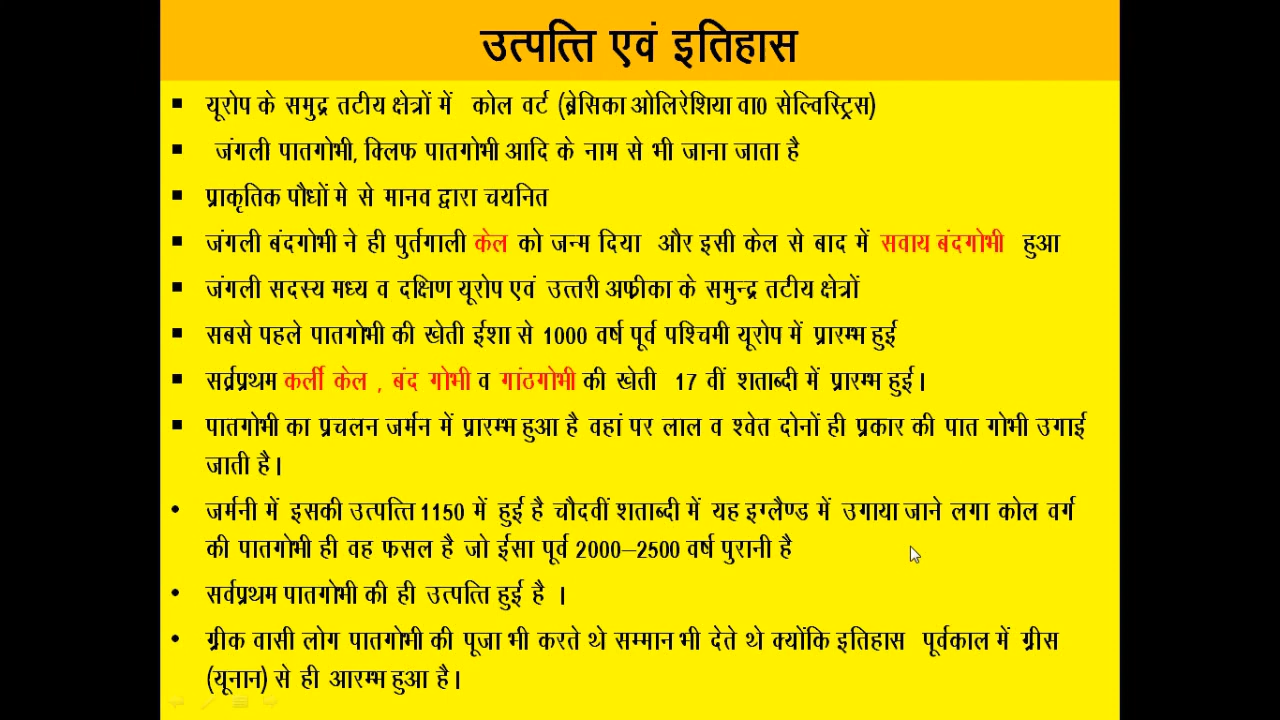 उत्पत्ति एवं इतिहास
▪ यूरोप के समुद्र तटीय क्षेत्रों में कोल वर्ट (ब्रेसिका ओलिरेशिया वा0 सेल्विस्ट्रिस)
▪ जंगली पातगोभी, क्लिफ पातगोभी आदि के नाम से भी जाना जाता है
▪ प्राकृतिक पौधों मे से मानव द्वारा चयनित
▪ जंगली बंदगोभी ने ही पुर्तगाली केल को जन्म दिया और इसी केल से बाद में सवाय बंदगोभी हुआ
▪ जंगली सदस्य मध्य व दक्षिण यूरोप एवं उत्तरी अफ्रीका के समुन्द्र तटीय क्षेत्रों
▪ सबसे पहले पातगोभी की खेती ईशा से 1000 वर्ष पूर्व पश्चिमी यूरोप में प्रारम्भ हुई
▪ सर्वप्रथम कर्ली केल , बंद गोभी व गांठगोभी की खेती 17 वीं शताब्दी में प्रारम्भ हुई।
▪ पातगोभी का प्रचलन जर्मन में प्रारम्भ हुआ है वहां पर लाल व श्वेत दोनों ही प्रकार की पात गोभी उगाई
जाती है।
• जर्मनी में इसकी उत्पत्ति 1150 में हुई है चौदवीं शताब्दी में यह इग्लैण्ड में उगाया जाने लगा कोल वर्ग
की पातगोभी ही वह फसल है जो ईसा पूर्व 2000–2500 वर्ष पुरानी है
• सर्वप्रथम पातगोभी की ही उत्पत्ति हुई है ।
• ग्रीक वासी लोग पातगोभी की पूजा भी करते थे सम्मान भी देते थे क्योंकि इतिहास पूर्वकाल में ग्रीस
(यूनान) से ही आरम्भ हुआ है।